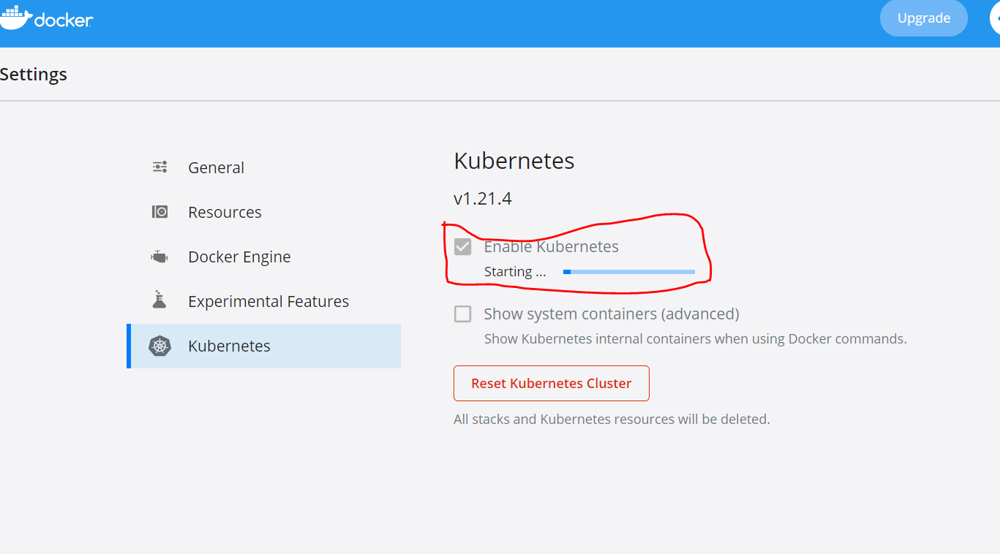 docker
Upgrade
Settings
General
Resources
Docker Engine
Experimental Features
Kubernetes
Kubernetes
v1.21.4
Enable Kubernetes
Starting ...
Show system containers (advanced)
Show Kubernetes internal containers when using Docker commands.
Reset Kubernetes Cluster
All stacks and Kubernetes resources will be deleted.